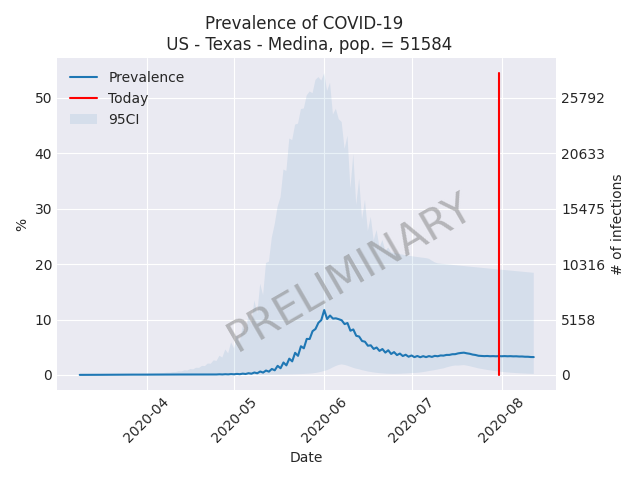 Prevalence of COVID-19
US - Texas - Medina, pop. = 51584
Prevalence
Today
95CI
PRELIMINARY
50
40
30
20
10
0
%
25792
20633
15475
10316
5158
0
# of infections
2020-04
2020-05
2020-06
2020-07
2020-08
Date